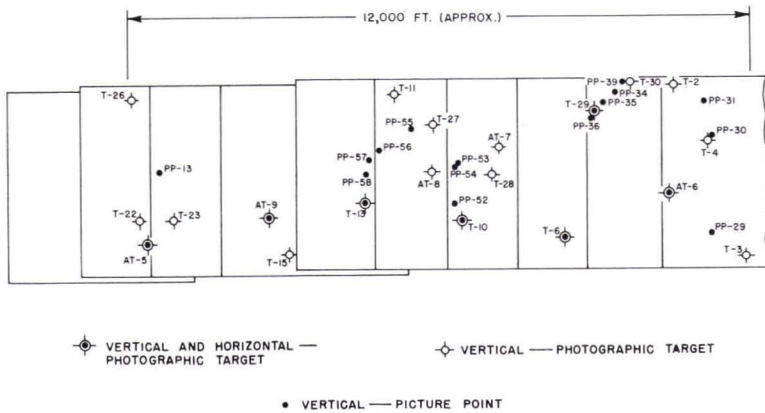 12,000 FT. (APPROX.)
T-26
T-11
PP-39
T-30
T-2
PP-34
PP-35
PP-31
T-29
PP-36
PP-55
T-27
PP-30
T-4
PP-56
AT-7
PP-57
PP-53
PP-54
PP-13
PP-58
AT-8
T-28
AT-6
T-13
PP-52
T-10
T-22
T-23
AT-9
T-6
PP-29
AT-5
T-15
T-3
VERTICAL AND HORIZONTAL —
PHOTOGRAPHIC TARGET
VERTICAL — PHOTOGRAPHIC TARGET
VERTICAL — PICTURE POINT